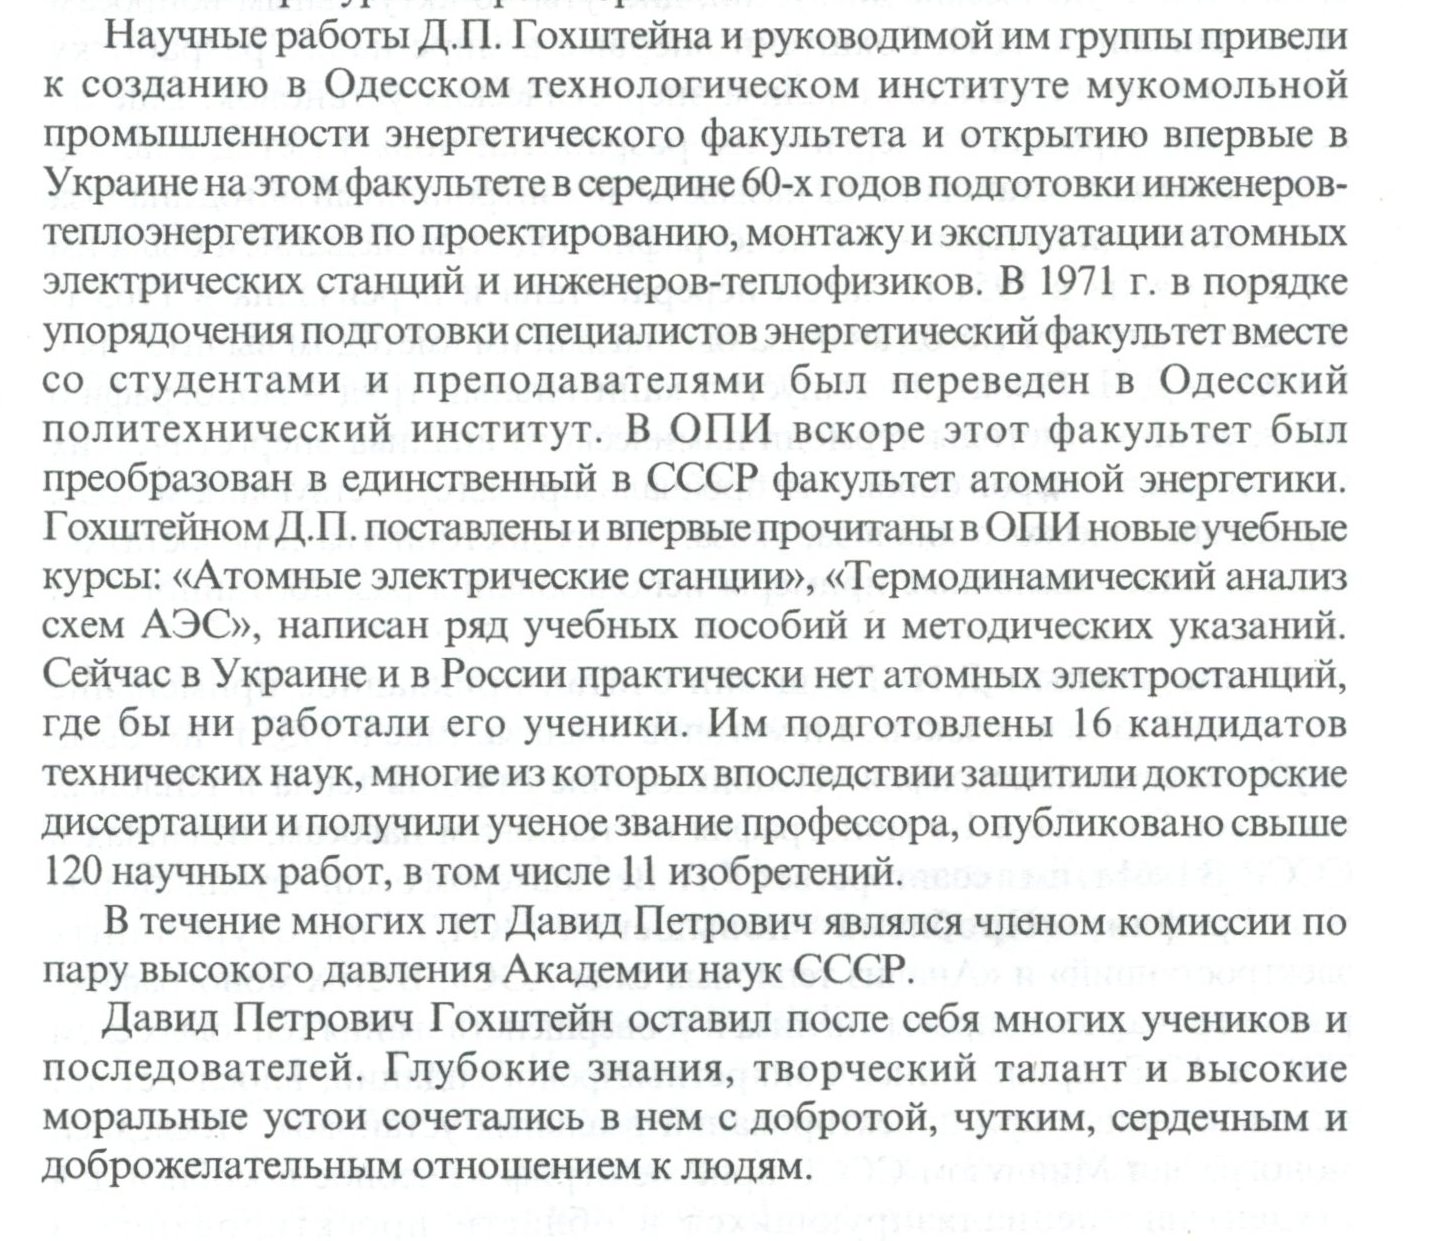 Научные работы Д.П. Гохштейна и руководимой им группы привели
к созданию в Одесском технологическом институте мукомольной
промышленности энергетического факультета и открытию впервые в
Украине на этом факультете в середине 60-х годов подготовки инженеров-
теплоэнергетиков по проектированию, монтажу и эксплуатации атомных
электрических станций и инженеров-теплофизиков. В 1971 г. в порядке
упорядочения подготовки специалистов энергетический факультет вместе
со студентами и преподавателями был переведен в Одесский
политехнический институт. В ОПИ вскоре этот факультет был
преобразован в единственный в СССР факультет атомной энергетики.
Гохштейном Д.П. поставлены и впервые прочитаны в ОПИ новые учебные
курсы: «Атомные электрические станции», «Термодинамический анализ
схем АЭС», написан ряд учебных пособий и методических указаний.
Сейчас в Украине и в России практически нет атомных электростанций,
где бы ни работали его ученики. Им подготовлены 16 кандидатов
технических наук, многие из которых впоследствии защитили докторские
диссертации и получили ученое звание профессора, опубликовано свыше
120 научных работ, в том числе 11 изобретений.
В течение многих лет Давид Петрович являлся членом комиссии по
пару высокого давления Академии наук СССР.
Давид Петрович Гохштейн оставил после себя многих учеников и
последователей. Глубокие знания, творческий талант и высокие
моральные устои сочетались в нем с добротой, чутким, сердечным и
доброжелательным отношением к людям.